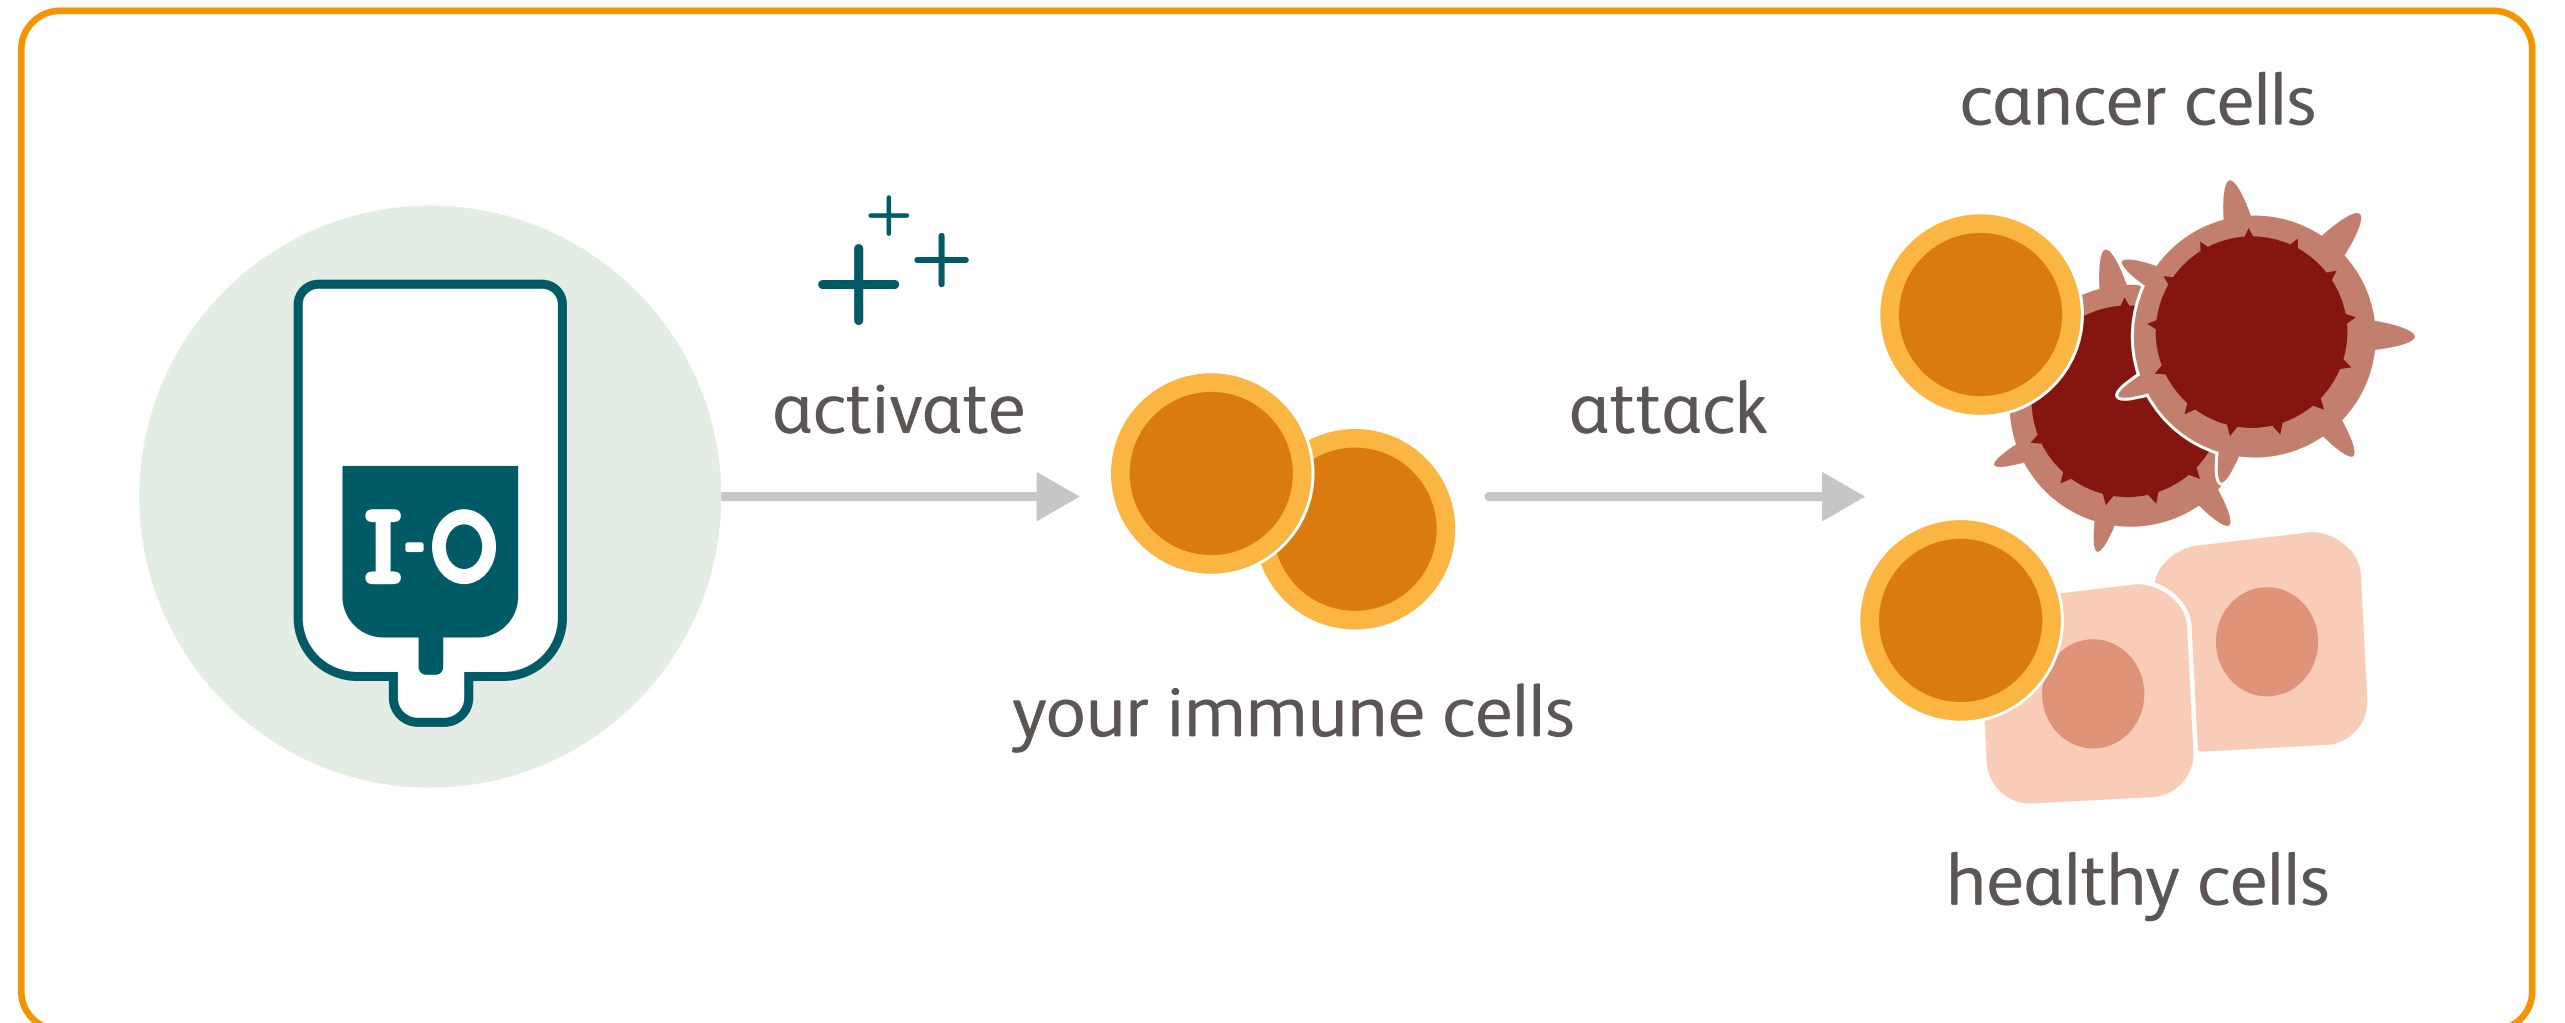 I-O
activate
your immune cells
attack
cancer cells
healthy cells